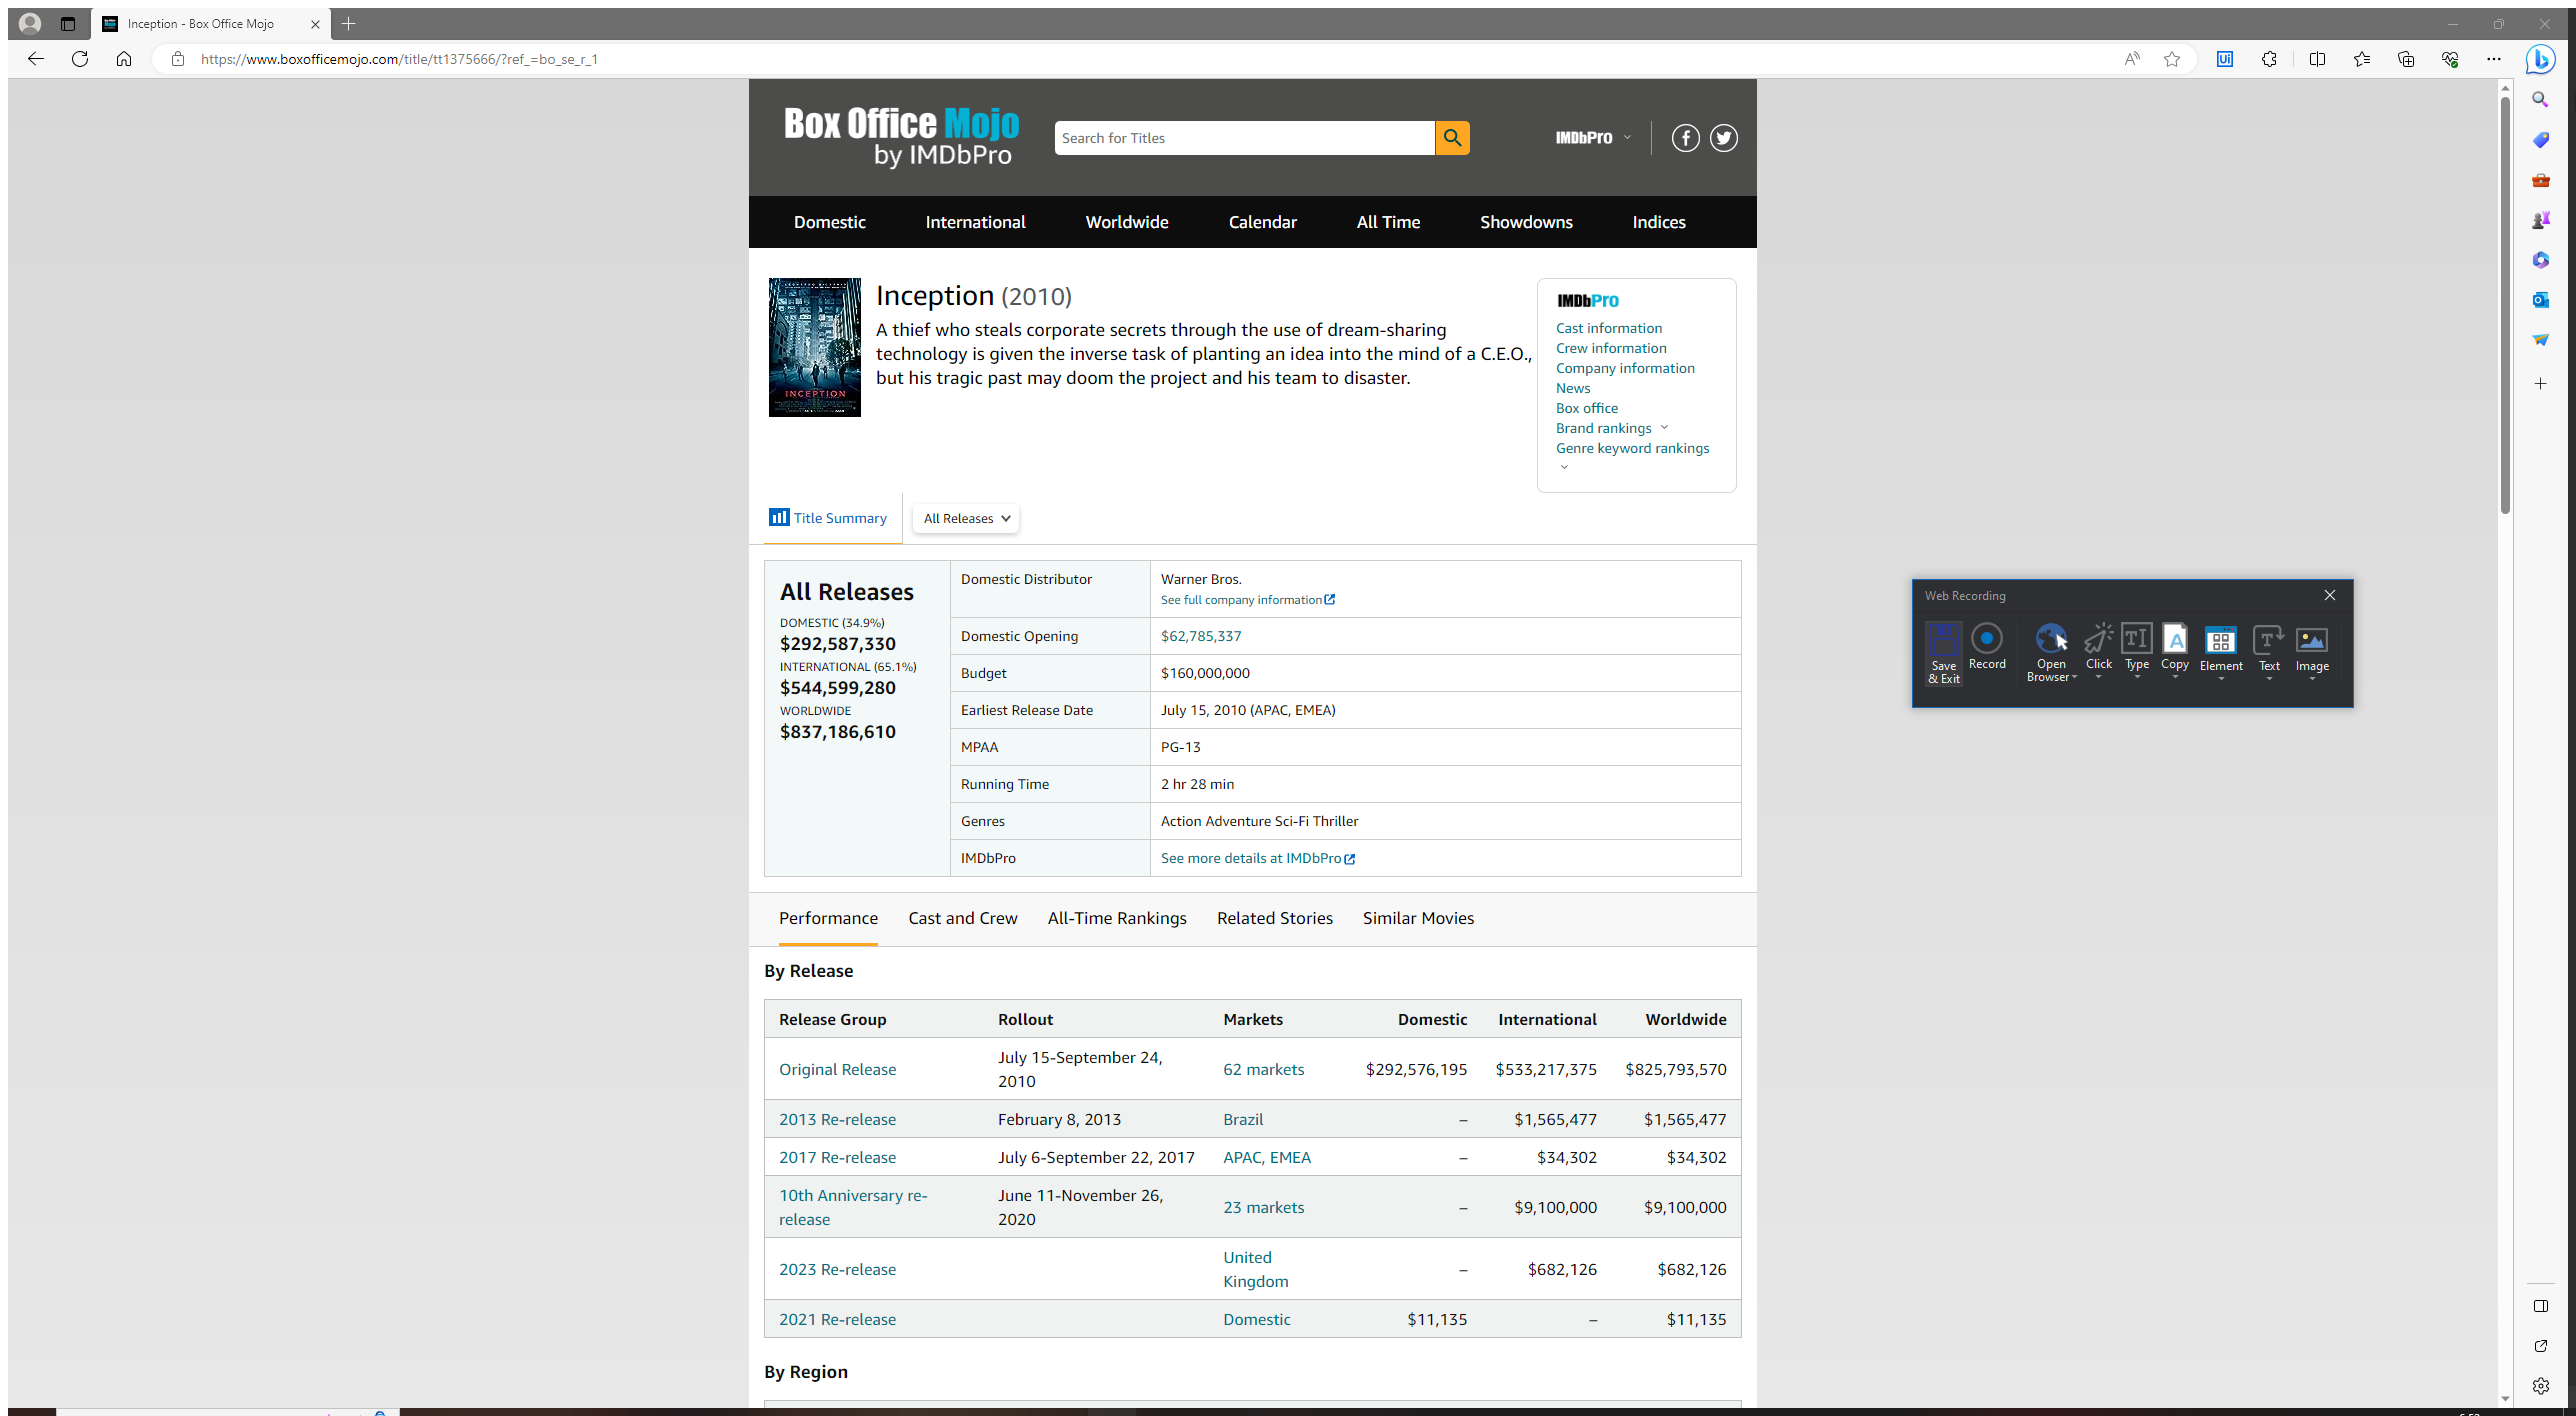 Inception - Box Office Mojo
https://www.boxofficemojo.com/title/tt1375666/?ref_=bo_se_r_1
Box Office Mojo
by IMDbPro
Search for Titles
IMDbPro
Domestic International Worldwide Calendar All Time Showdowns Indices
INCEPTION
Inception (2010)
A thief who steals corporate secrets through the use of dream-sharing
technology is given the inverse task of planting an idea into the mind of a C.E.O.,
but his tragic past may doom the project and his team to disaster.
IMDbPro
Cast information
Crew information
Company information
News
Box office
Brand rankings
Genre keyword rankings
Title Summary
All Releases
All Releases
DOMESTIC (34.9%)
$292,587,330
INTERNATIONAL (65.1%)
$544,599,280
WORLDWIDE
$837,186,610
Domestic Distributor Warner Bros.
See full company information
Domestic Opening $62,785,337
Budget $160,000,000
Earliest Release Date July 15, 2010 (APAC, EMEA)
MPAA PG-13
Running Time 2 hr 28 min
Genres Action Adventure Sci-Fi Thriller
IMDbPro See more details at IMDbPro
Web Recording
Save & Exit
Record
Open Browser
Click
Type
Copy
Element
Text
Image
Performance Cast and Crew All-Time Rankings Related Stories Similar Movies
By Release
Release Group Rollout Markets Domestic International Worldwide
Original Release July 15-September 24, 2010 62 markets $292,576,195 $533,217,375 $825,793,570
2013 Re-release February 8, 2013 Brazil – $1,565,477 $1,565,477
2017 Re-release July 6-September 22, 2017 APAC, EMEA – $34,302 $34,302
10th Anniversary re-release June 11-November 26, 2020 23 markets – $9,100,000 $9,100,000
2023 Re-release United Kingdom – $682,126 $682,126
2021 Re-release Domestic $11,135 – $11,135
By Region